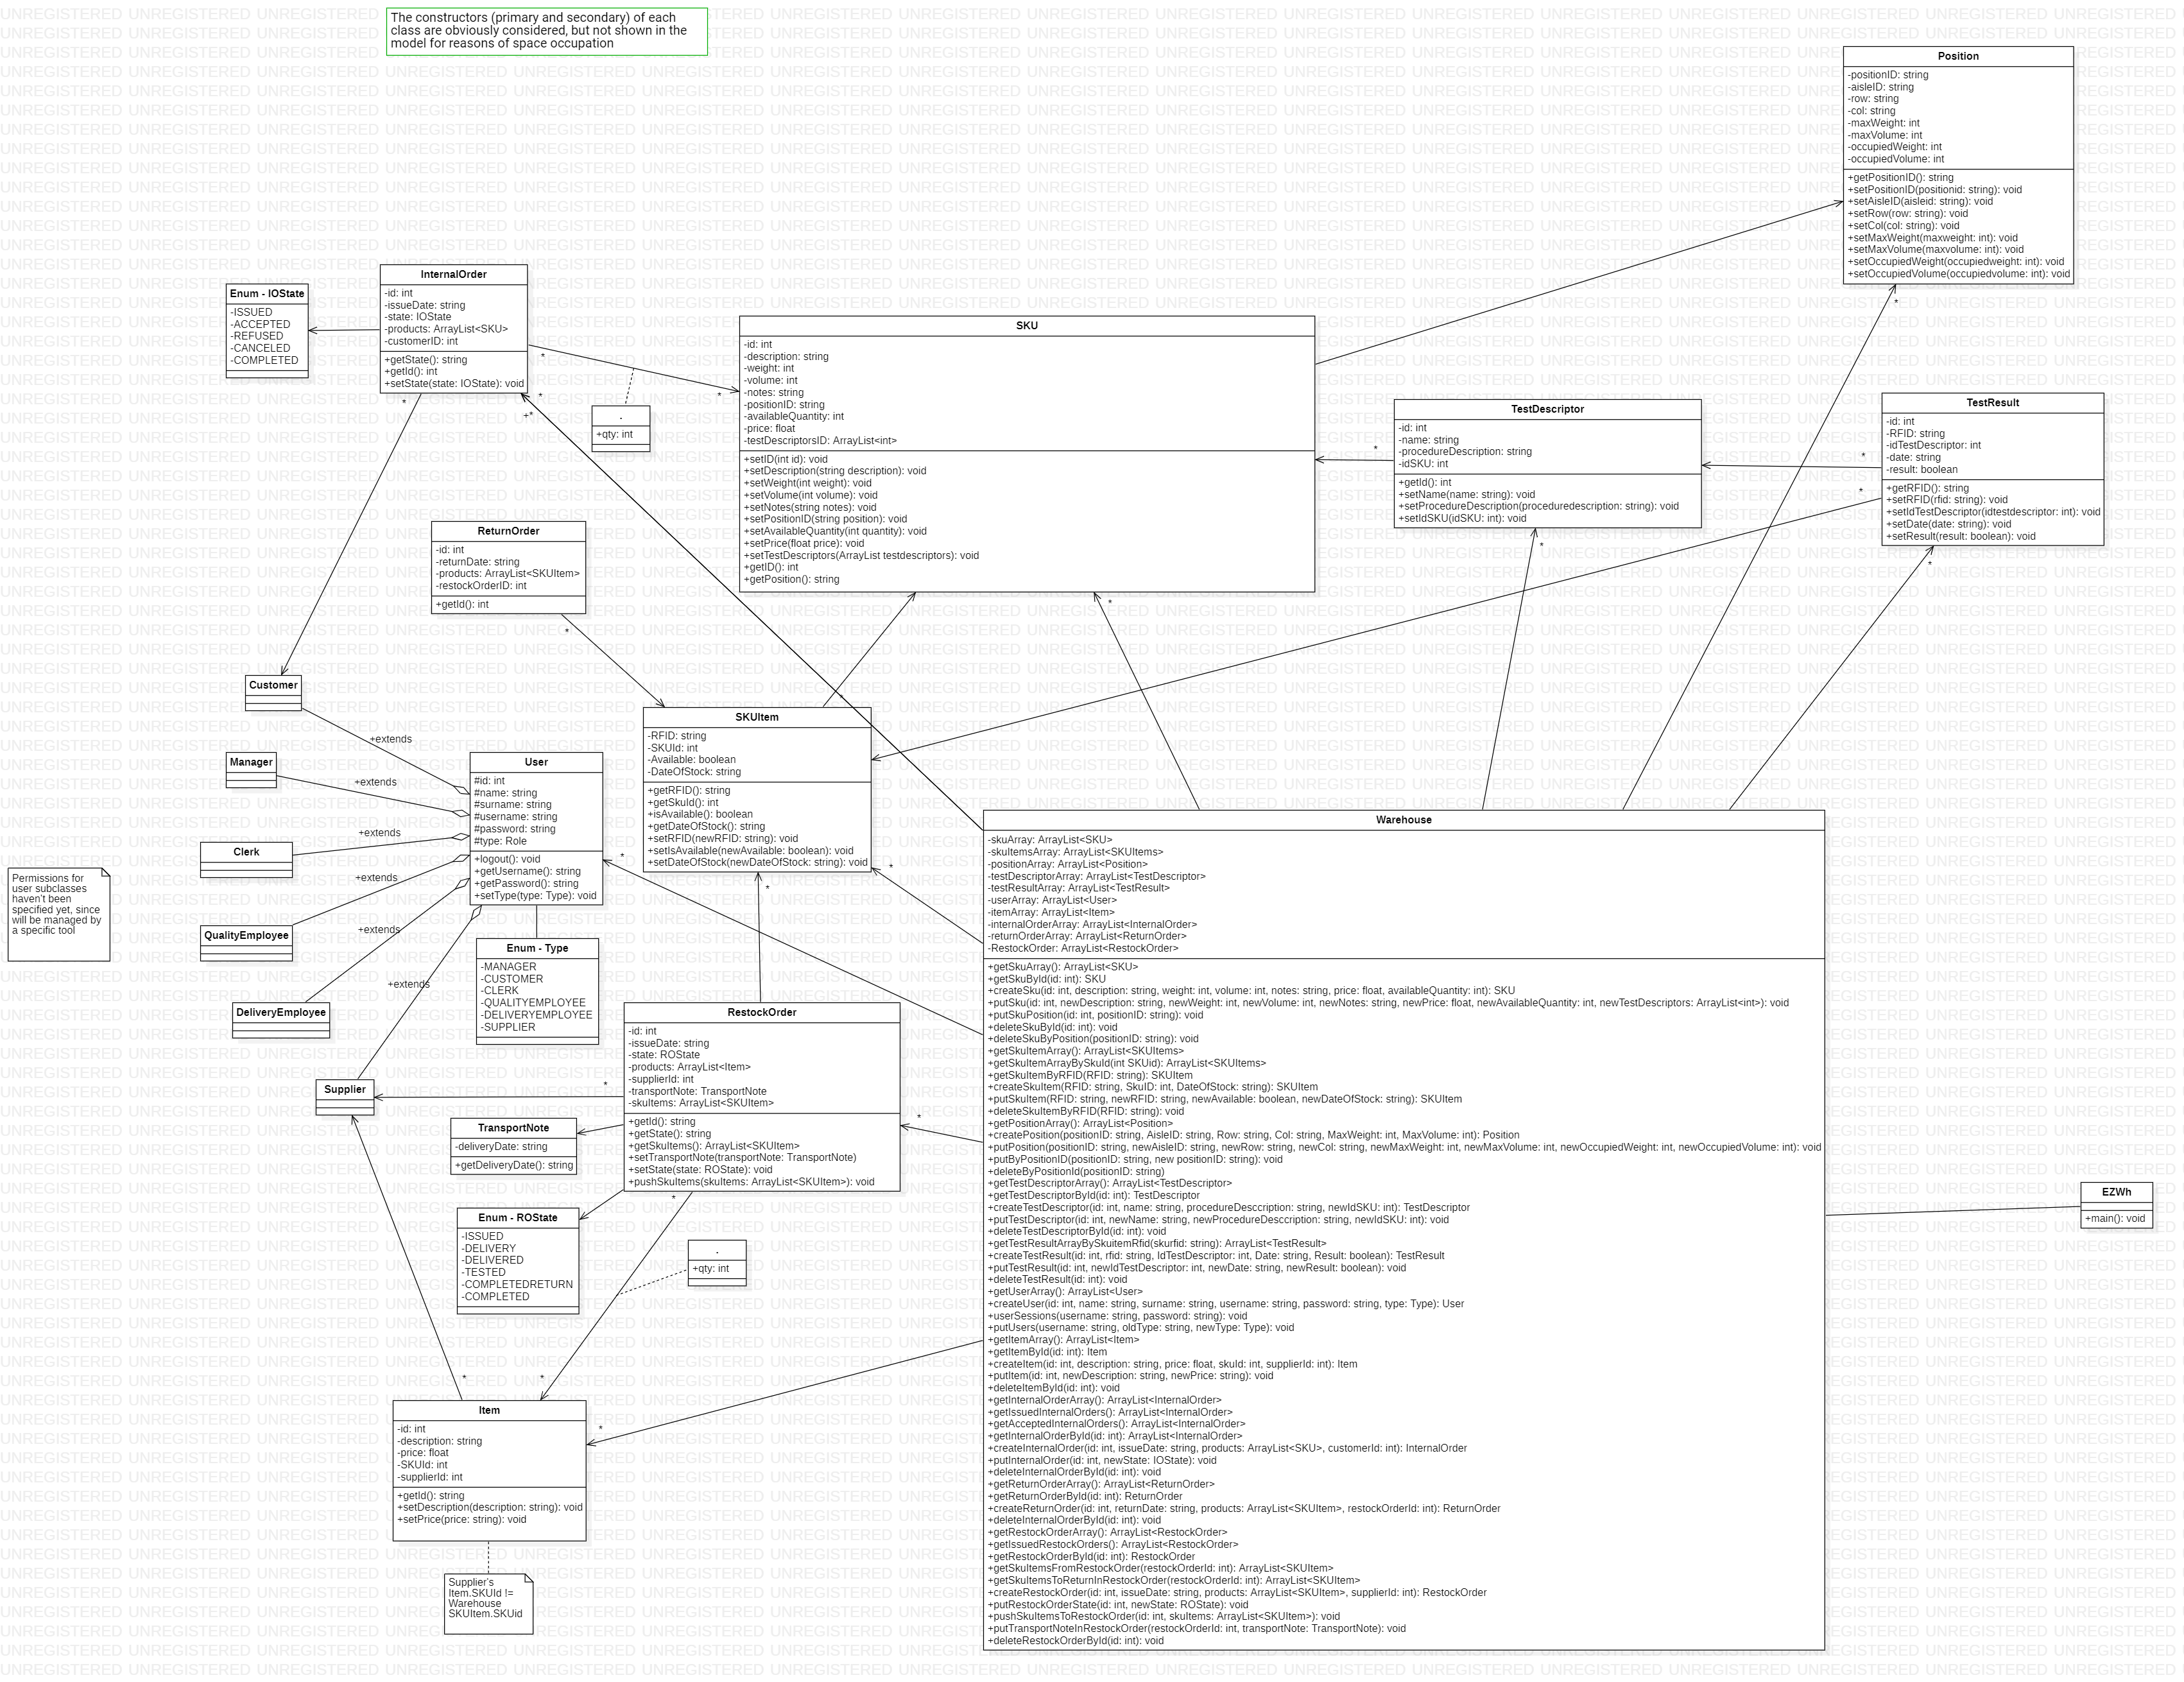 The constructors (primary and secondary) of each
class are obviously considered, but not shown in the
model for reasons of space occupation
Position
-positionID: string
-aisleID: string
-row: string
-col: string
-maxWeight: int
-maxVolume: int
-occupiedWeight: int
-occupiedVolume: int
+getPositionID(): string
+setPositionID(positionid: string): void
+setAisleID(aisleid: string): void
+setRow(row: string): void
+setCol(col: string): void
+setMaxWeight(maxweight: int): void
+setMaxVolume(maxvolume: int): void
+setOccupiedWeight(occupiedweight: int): void
+setOccupiedVolume(occupiedvolume: int): void
*
Enum - IOState
-ISSUED
-ACCEPTED
-REFUSED
-CANCELED
-COMPLETED
InternalOrder
-id: int
-issueDate: string
-state: IOState
-products: ArrayList<SKU>
-customerID: int
+getState(): string
+getId(): int
+setState(state: IOState): void
*
*
*
*
+*
.
+qty: int
SKU
-id: int
-description: string
-weight: int
-volume: int
-notes: string
-positionID: string
-availableQuantity: int
-price: float
-testDescriptorsID: ArrayList<int>
+setID(int id): void
+setDescription(string description): void
+setWeight(int weight): void
+setVolume(int volume): void
+setNotes(string notes): void
+setPositionID(string position): void
+setAvailableQuantity(int quantity): void
+setPrice(float price): void
+setTestDescriptors(ArrayList testdescriptors): void
+getID(): int
+getPosition(): string
*
*
TestDescriptor
-id: int
-name: string
-procedureDescription: string
-idSKU: int
+getId(): int
+setName(name: string): void
+setProcedureDescription(proceduredescription: string): void
+setIdSKU(idSKU: int): void
*
*
*
TestResult
-id: int
-RFID: string
-idTestDescriptor: int
-date: string
-result: boolean
+getRFID(): string
+setRFID(rfid: string): void
+setIdTestDescriptor(idtestdescriptor: int): void
+setDate(date: string): void
+setResult(result: boolean): void
*
ReturnOrder
-id: int
-returnDate: string
-products: ArrayList<SKUItem>
-restockOrderID: int
+getId(): int
*
Customer
Manager
Clerk
QualityEmployee
DeliveryEmployee
Supplier
+extends
+extends
+extends
+extends
+extends
+extends
Permissions for
user subclasses
haven't been
specified yet, since
will be managed by
a specific tool
User
#id: int
#name: string
#surname: string
#username: string
#password: string
#type: Role
+logout(): void
+getUsername(): string
+getPassword(): string
+setType(type: Type): void
*
Enum - Type
-MANAGER
-CUSTOMER
-CLERK
-QUALITYEMPLOYEE
-DELIVERYEMPLOYEE
-SUPPLIER
*
SKUItem
-RFID: string
-SKUId: int
-Available: boolean
-DateOfStock: string
+getRFID(): string
+getSkuId(): int
+isAvailable(): boolean
+getDateOfStock(): string
+setRFID(newRFID: string): void
+setIsAvailable(newAvailable: boolean): void
+setDateOfStock(newDateOfStock: string): void
*
*
RestockOrder
-id: int
-issueDate: string
-state: ROState
-products: ArrayList<Item>
-supplierId: int
-transportNote: TransportNote
-skuItems: ArrayList<SKUItem>
+getId(): string
+getState(): string
+getSkuItems(): ArrayList<SKUItem>
+setTransportNote(transportNote: TransportNote)
+setState(state: ROState): void
+pushSkuItems(skuItems: ArrayList<SKUItem>): void
*
*
*
TransportNote
-deliveryDate: string
+getDeliveryDate(): string
Enum - ROState
-ISSUED
-DELIVERY
-DELIVERED
-TESTED
-COMPLETEDRETURN
-COMPLETED
.
+qty: int
*
*
*
Item
-id: int
-description: string
-price: float
-SKUId: int
-supplierId: int
+getId(): string
+setDescription(description: string): void
+setPrice(price: string): void
Supplier's
Item.SKUId !=
Warehouse
SKUItem.SKUid
Warehouse
-skuArray: ArrayList<SKU>
-skuItemsArray: ArrayList<SKUItems>
-positionArray: ArrayList<Position>
-testDescriptorArray: ArrayList<TestDescriptor>
-testResultArray: ArrayList<TestResult>
-userArray: ArrayList<User>
-itemArray: ArrayList<Item>
-internalOrderArray: ArrayList<InternalOrder>
-returnOrderArray: ArrayList<ReturnOrder>
-RestockOrder: ArrayList<RestockOrder>
+getSkuArray(): ArrayList<SKU>
+getSkuById(id: int): SKU
+createSku(id: int, description: string, weight: int, volume: int, notes: string, price: float, availableQuantity: int): SKU
+putSku(id: int, newDescription: string, newWeight: int, newVolume: int, newNotes: string, newPrice: float, newAvailableQuantity: int, newTestDescriptors: ArrayList<int>): void
+putSkuPosition(id: int, positionID: string): void
+deleteSkuById(id: int): void
+deleteSkuByPosition(positionID: string): void
+getSkuItemArray(): ArrayList<SKUItems>
+getSkuItemArrayBySkuId(int SKUid): ArrayList<SKUItems>
+getSkuItemByRFID(RFID: string): SKUItem
+createSkuItem(RFID: string, SkuID: int, DateOfStock: string): SKUItem
+putSkuItem(RFID: string, newRFID: string, newAvailable: boolean, newDateOfStock: string): SKUItem
+deleteSkuItemByRFID(RFID: string): void
+getPositionArray(): ArrayList<Position>
+createPosition(positionID: string, AisleID: string, Row: string, Col: string, MaxWeight: int, MaxVolume: int): Position
+putPosition(positionID: string, newAisleID: string, newRow: string, newCol: string, newMaxWeight: int, newMaxVolume: int, newOccupiedWeight: int, newOccupiedVolume: int): void
+putByPositionID(positionID: string, new positionID: string): void
+deleteByPositionId(positionID: string)
+getTestDescriptorArray(): ArrayList<TestDescriptor>
+getTestDescriptorById(id: int): TestDescriptor
+createTestDescriptor(id: int, name: string, procedureDesccription: string, newIdSKU: int): TestDescriptor
+putTestDescriptor(id: int, newName: string, newProcedureDesccription: string, newIdSKU: int): void
+deleteTestDescriptorById(id: int): void
+getTestResultArrayBySkuitemRfid(skurfid: string): ArrayList<TestResult>
+createTestResult(id: int, rfid: string, IdTestDescriptor: int, Date: string, Result: boolean): TestResult
+putTestResult(id: int, newIdTestDescriptor: int, newDate: string, newResult: boolean): void
+deleteTestResult(id: int): void
+getUserArray(): ArrayList<User>
+createUser(id: int, name: string, surname: string, username: string, password: string, type: Type): User
+userSessions(username: string, password: string): void
+putUsers(username: string, oldType: string, newType: Type): void
+getItemArray(): ArrayList<Item>
+getItemById(id: int): Item
+createItem(id: int, description: string, price: float, skuId: int, supplierId: int): Item
+putItem(id: int, newDescription: string, newPrice: string): void
+deleteItemById(id: int): void
+getInternalOrderArray(): ArrayList<InternalOrder>
+getIssuedInternalOrders(): ArrayList<InternalOrder>
+getAcceptedInternalOrders(): ArrayList<InternalOrder>
+getInternalOrderById(id: int): ArrayList<InternalOrder>
+createInternalOrder(id: int, issueDate: string, products: ArrayList<SKU>, customerId: int): InternalOrder
+putInternalOrder(id: int, newState: IOState): void
+deleteInternalOrderById(id: int): void
+getReturnOrderArray(): ArrayList<ReturnOrder>
+getReturnOrderById(id: int): ReturnOrder
+createReturnOrder(id: int, returnDate: string, products: ArrayList<SKUItem>, restockOrderId: int): ReturnOrder
+deleteInternalOrderById(id: int): void
+getRestockOrderArray(): ArrayList<RestockOrder>
+getIssuedRestockOrders(): ArrayList<RestockOrder>
+getRestockOrderById(id: int): RestockOrder
+getSkuItemsFromRestockOrder(restockOrderId: int): ArrayList<SKUItem>
+getSkuItemsToReturnInRestockOrder(restockOrderId: int): ArrayList<SKUItem>
+createRestockOrder(id: int, issueDate: string, products: ArrayList<SKUItem>, supplierId: int): RestockOrder
+putRestockOrderState(id: int, newState: ROState): void
+pushSkuItemsToRestockOrder(id: int, skuItems: ArrayList<SKUItem>): void
+putTransportNoteInRestockOrder(restockOrderId: int, transportNote: TransportNote): void
+deleteRestockOrderById(id: int): void
EZWh
+main(): void